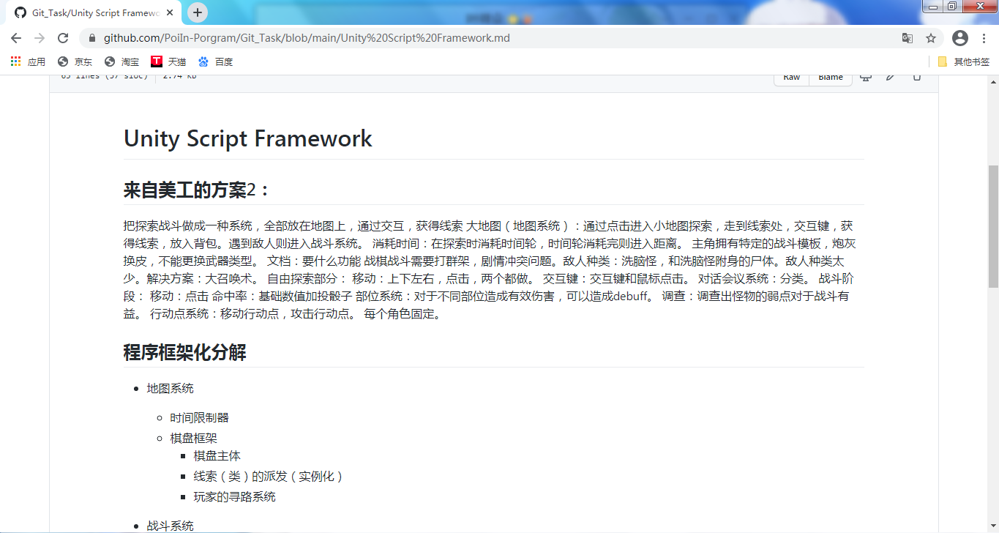 Git_Task/Unity Script Framewo
github.com/PoiIn-Porgram/Git_Task/blob/main/Unity%20Script%20Framework.md
应用 京东 淘宝 天猫 百度 其他书签
65 lines (57 sloc) 2.74 KB Raw Blame
Unity Script Framework
来自美工的方案2：
把探索战斗做成一种系统，全部放在地图上，通过交互，获得线索 大地图（地图系统）：通过点击进入小地图探索，走到线索处，交互键，获
得线索，放入背包。遇到敌人则进入战斗系统。 消耗时间：在探索时消耗时间轮，时间轮消耗完则进入距离。 主角拥有特定的战斗模板，炮灰
换皮，不能更换武器类型。 文档：要什么功能 战棋战斗需要打群架，剧情冲突问题。敌人种类：洗脑怪，和洗脑怪附身的尸体。敌人种类太
少。解决方案：大召唤术。 自由探索部分： 移动：上下左右，点击，两个都做。 交互键：交互键和鼠标点击。 对话会议系统：分类。 战斗阶
段： 移动：点击 命中率：基础数值加投骰子 部位系统：对于不同部位造成有效伤害，可以造成debuff。 调查：调查出怪物的弱点对于战斗有
益。 行动点系统：移动行动点，攻击行动点。 每个角色固定。
程序框架化分解
地图系统
时间限制器
棋盘框架
棋盘主体
线索（类）的派发（实例化）
玩家的寻路系统
战斗系统